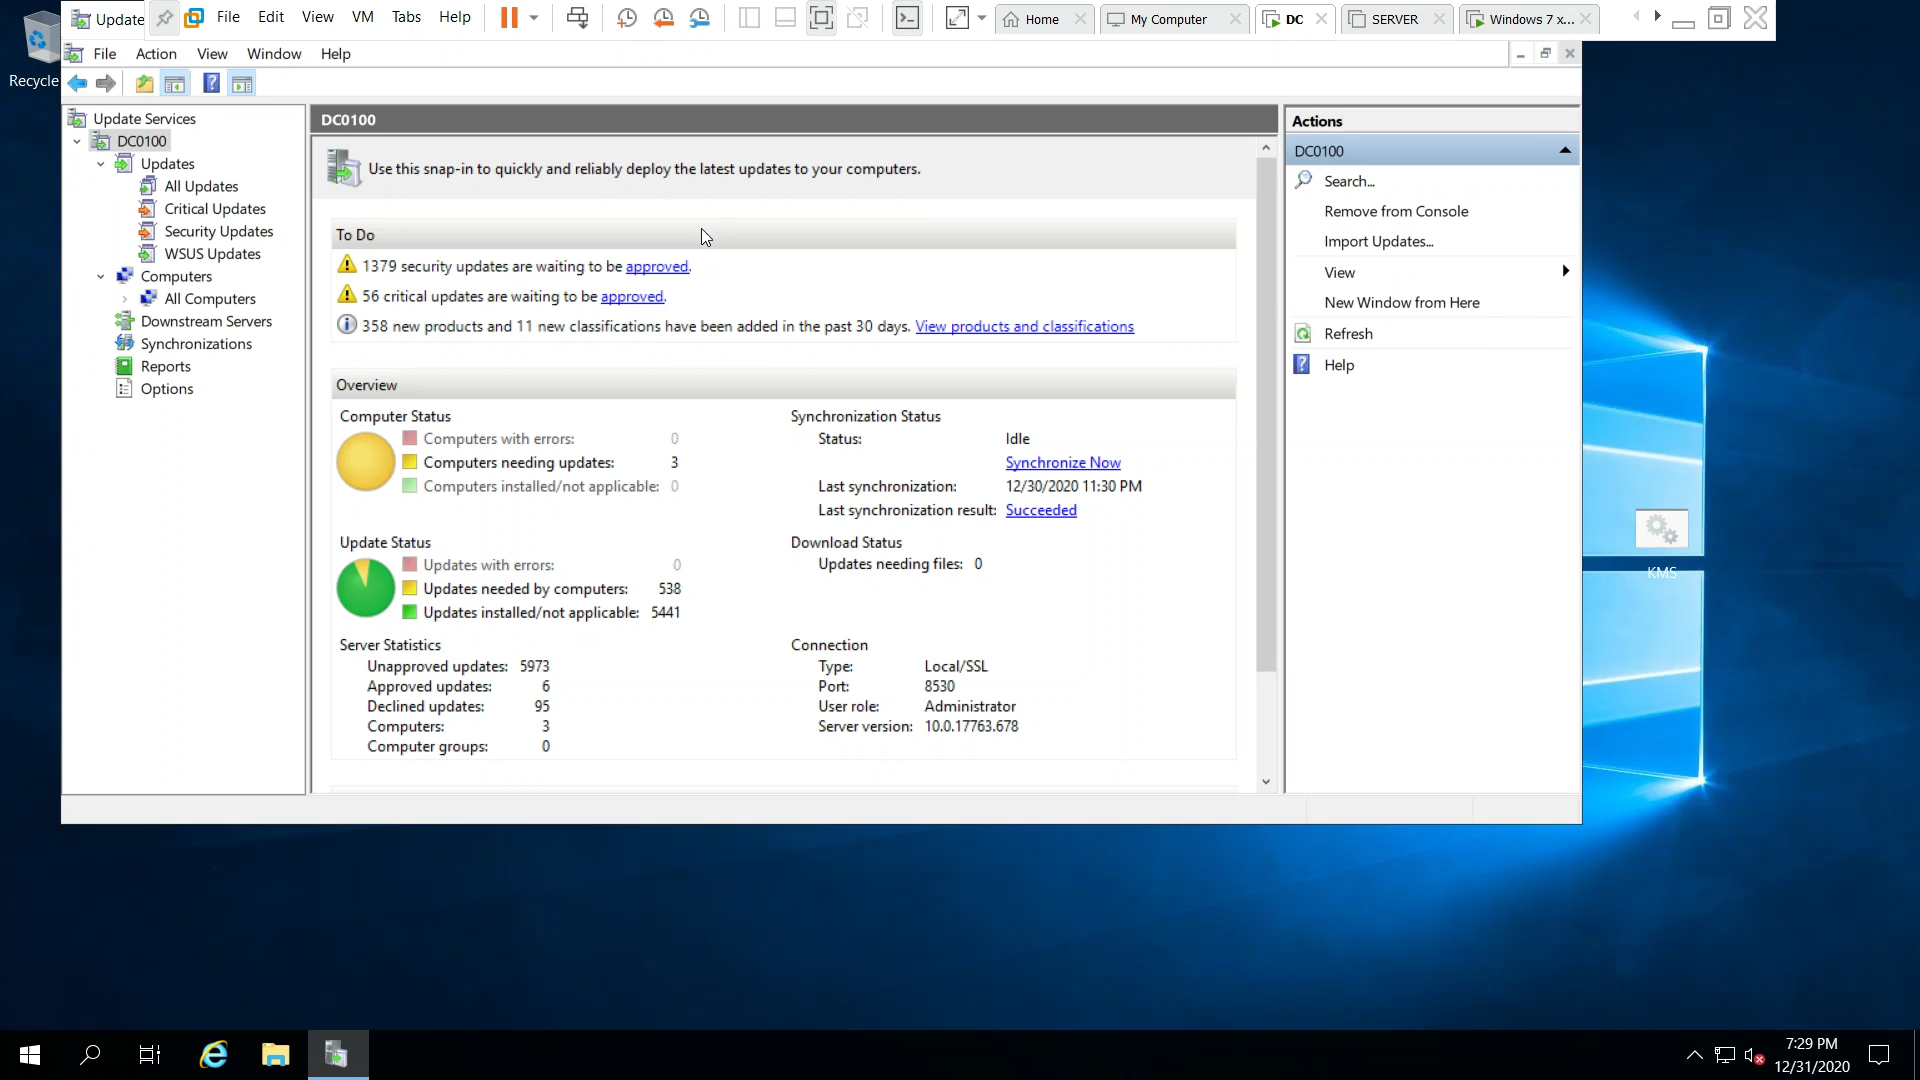 Update
File Edit View VM Tabs Help
Home
My Computer
DC
SERVER
Windows 7 x...
Recycle
File Action View Window Help
Update Services
DC0100
Updates
All Updates
Critical Updates
Security Updates
WSUS Updates
Computers
All Computers
Downstream Servers
Synchronizations
Reports
Options
DC0100
Use this snap-in to quickly and reliably deploy the latest updates to your computers.
To Do
1379 security updates are waiting to be approved.
56 critical updates are waiting to be approved.
358 new products and 11 new classifications have been added in the past 30 days. View products and classifications
Overview
Computer Status
Computers with errors: 0
Computers needing updates: 3
Computers installed/not applicable: 0
Update Status
Updates with errors: 0
Updates needed by computers: 538
Updates installed/not applicable: 5441
Server Statistics
Unapproved updates: 5973
Approved updates: 6
Declined updates: 95
Computers: 3
Computer groups: 0
Synchronization Status
Status: Idle
Synchronize Now
Last synchronization: 12/30/2020 11:30 PM
Last synchronization result: Succeeded
Download Status
Updates needing files: 0
Connection
Type: Local/SSL
Port: 8530
User role: Administrator
Server version: 10.0.17763.678
Actions
DC0100
Search...
Remove from Console
Import Updates...
View
New Window from Here
Refresh
Help
KMS
7:29 PM
12/31/2020